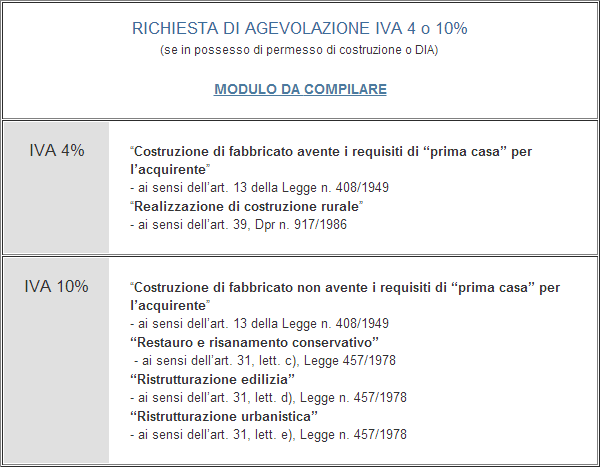 RICHIESTA DI AGEVOLAZIONE IVA 4 o 10%
(se in possesso di permesso di costruzione o DIA)
MODULO DA COMPILARE
IVA 4%
“Costruzione di fabbricato avente i requisiti di “prima casa” per
l’acquirente”
- ai sensi dell’art. 13 della Legge n. 408/1949
“Realizzazione di costruzione rurale”
- ai sensi dell’art. 39, Dpr n. 917/1986
IVA 10%
“Costruzione di fabbricato non avente i requisiti di “prima casa” per
l’acquirente”
- ai sensi dell’art. 13 della Legge n. 408/1949
“Restauro e risanamento conservativo”
- ai sensi dell’art. 31, lett. c), Legge 457/1978
“Ristrutturazione edilizia”
- ai sensi dell’art. 31, lett. d), Legge n. 457/1978
“Ristrutturazione urbanistica”
- ai sensi dell’art. 31, lett. e), Legge n. 457/1978